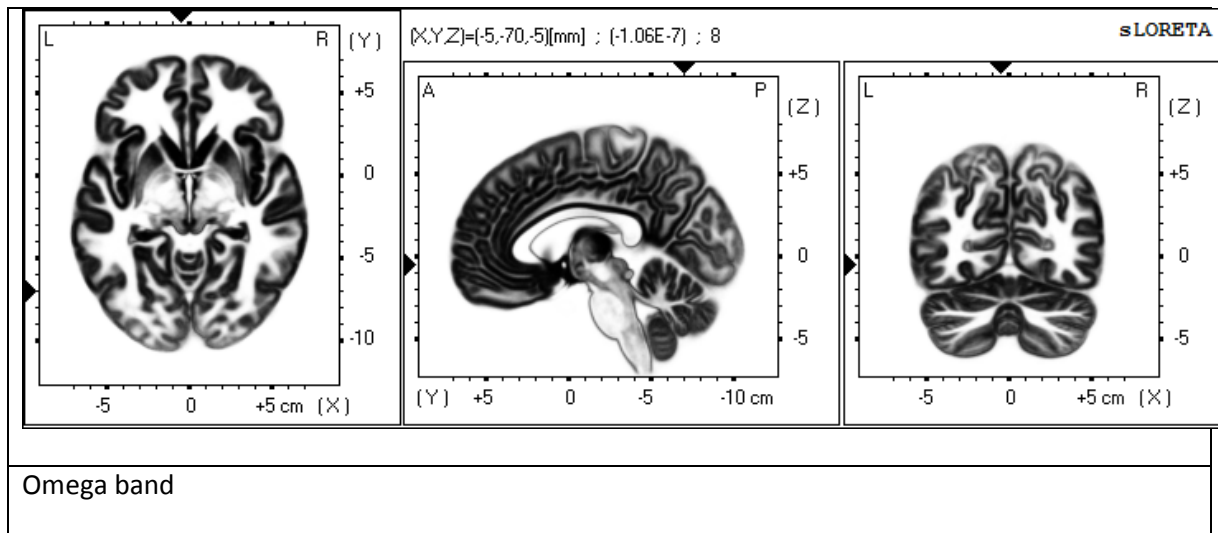 (X,Y,Z)=(-5,-70,-5)[mm] ; (-1.06E-7) ; 8
sLORETA
L R (Y)
+5
0
-5
-10
-5 0 +5 cm (X)
A P (Z)
+5
0
-5
(Y) +5 0 -5 -10 cm
L R (Z)
+5
0
-5
-5 0 +5 cm (X)
Omega band